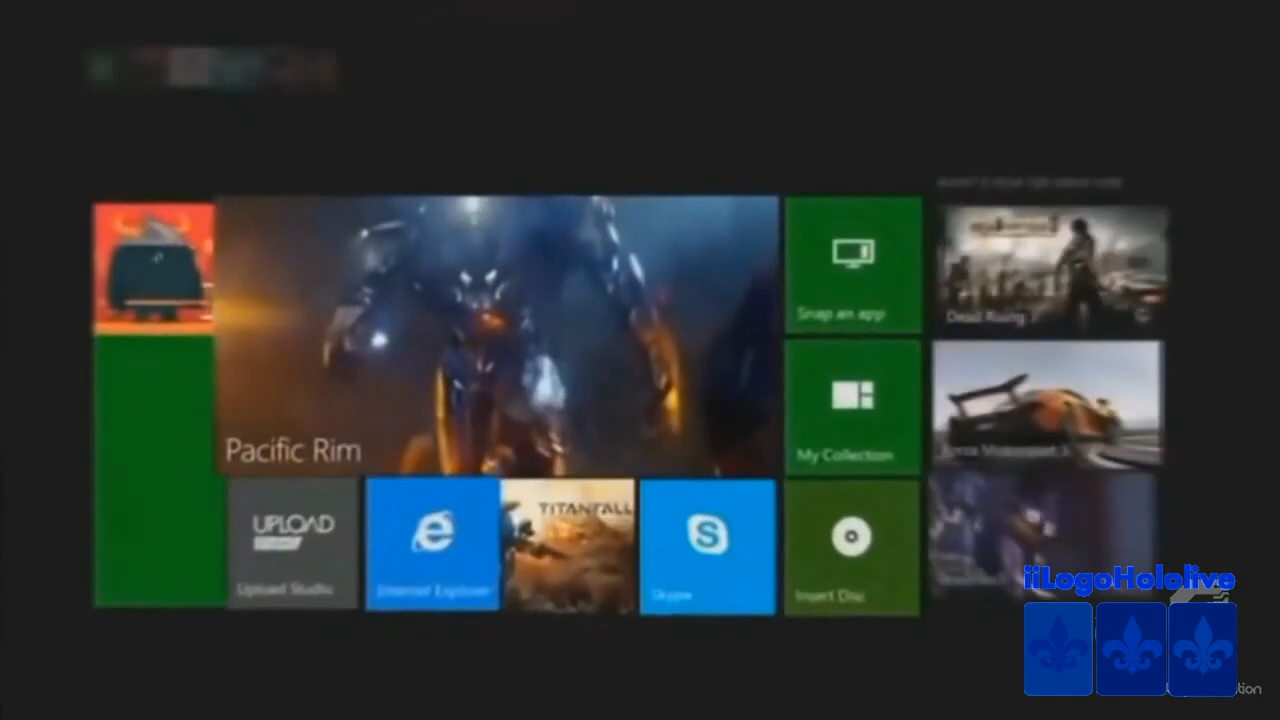 Pacific Rim
Snap an app
My Collection
Dead Rising
UPLOAD
Upload Studio
Internet Explorer
TITANFALL
Skype
Insert Disc
iiLogoHololive